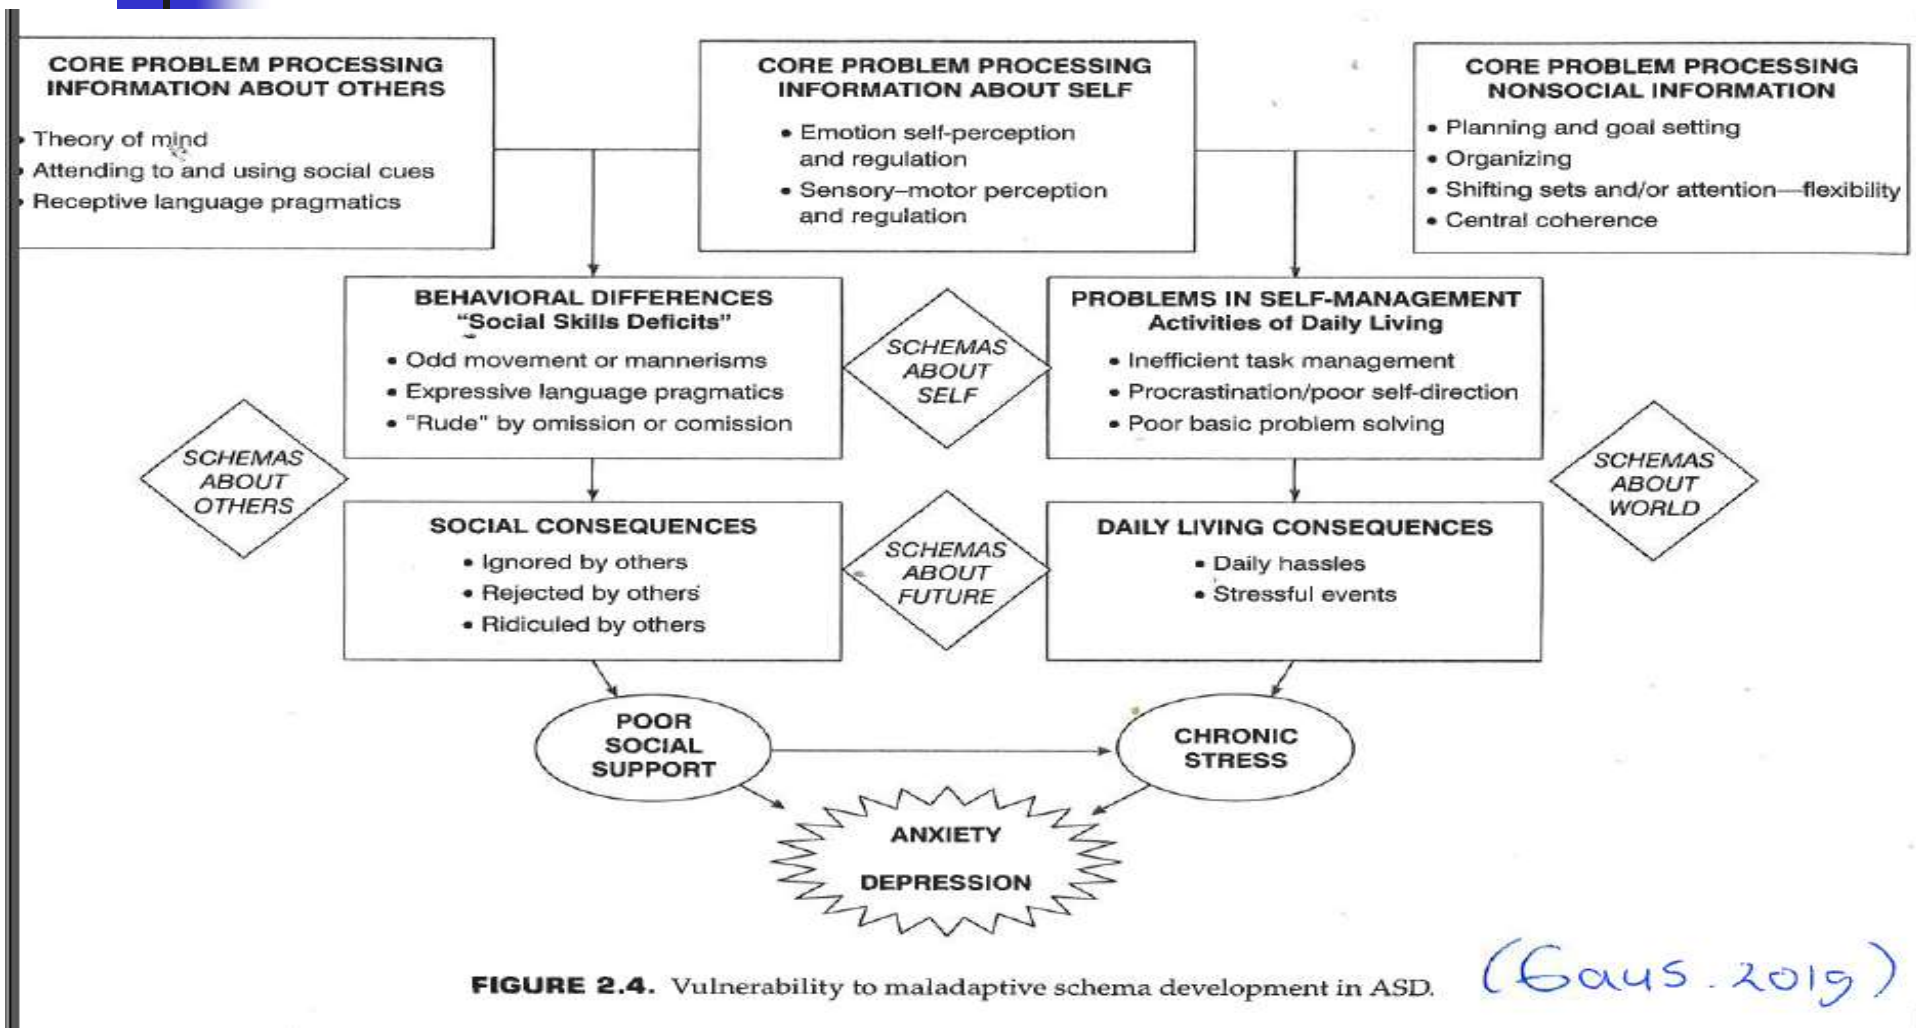 CORE PROBLEM PROCESSING
INFORMATION ABOUT OTHERS
• Theory of mind
• Attending to and using social cues
• Receptive language pragmatics
CORE PROBLEM PROCESSING
INFORMATION ABOUT SELF
• Emotion self-perception
and regulation
• Sensory–motor perception
and regulation
CORE PROBLEM PROCESSING
NONSOCIAL INFORMATION
• Planning and goal setting
• Organizing
• Shifting sets and/or attention—flexibility
• Central coherence
BEHAVIORAL DIFFERENCES
“Social Skills Deficits”
• Odd movement or mannerisms
• Expressive language pragmatics
• “Rude” by omission or comission
SCHEMAS
ABOUT
SELF
PROBLEMS IN SELF-MANAGEMENT
Activities of Daily Living
• Inefficient task management
• Procrastination/poor self-direction
• Poor basic problem solving
SCHEMAS
ABOUT
OTHERS
SCHEMAS
ABOUT
WORLD
SOCIAL CONSEQUENCES
• Ignored by others
• Rejected by others
• Ridiculed by others
SCHEMAS
ABOUT
FUTURE
DAILY LIVING CONSEQUENCES
• Daily hassles
• Stressful events
POOR
SOCIAL
SUPPORT
CHRONIC
STRESS
ANXIETY
DEPRESSION
FIGURE 2.4. Vulnerability to maladaptive schema development in ASD.
(Gaus. 2019)